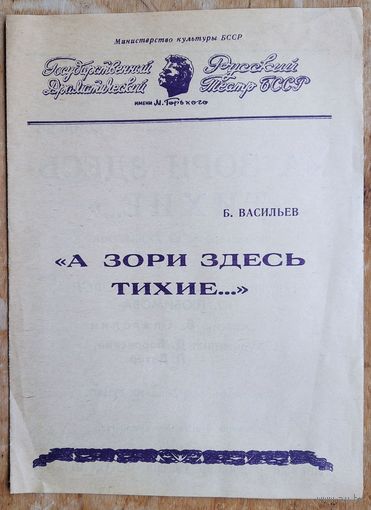 Министерство культуры БССР
Государственный Русский
Драматический Театр БССР
имени М. Горького
Б. ВАСИЛЬЕВ
«А ЗОРИ ЗДЕСЬ
ТИХИЕ...»